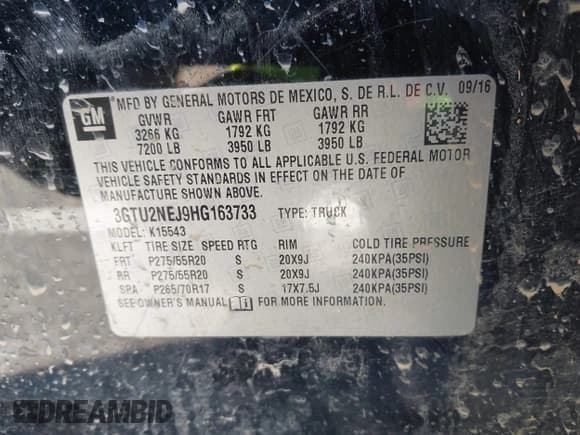 GM MFD BY GENERAL MOTORS DE MEXICO, S. DE R.L. DE C.V. 09/16
GVWR GAWR FRT GAWR RR
3266 KG 1792 KG 1792 KG
7200 LB 3950 LB 3950 LB
THIS VEHICLE CONFORMS TO ALL APPLICABLE U.S. FEDERAL MOTOR
VEHICLE SAFETY STANDARDS IN EFFECT ON THE DATE OF
MANUFACTURE SHOWN ABOVE.
3GTU2NEJ9HG163733 TYPE: TRUCK
MODEL: K15543
KLFT TIRE SIZE SPEED RTG RIM COLD TIRE PRESSURE
FRT P275/55R20 S 20X9J 240KPA(35PSI)
RR P275/55R20 S 20X9J 240KPA(35PSI)
SPA P265/70R17 S 17X7.5J 240KPA(35PSI)
SEE OWNER'S MANUAL i FOR MORE INFORMATION.
DREAMBID